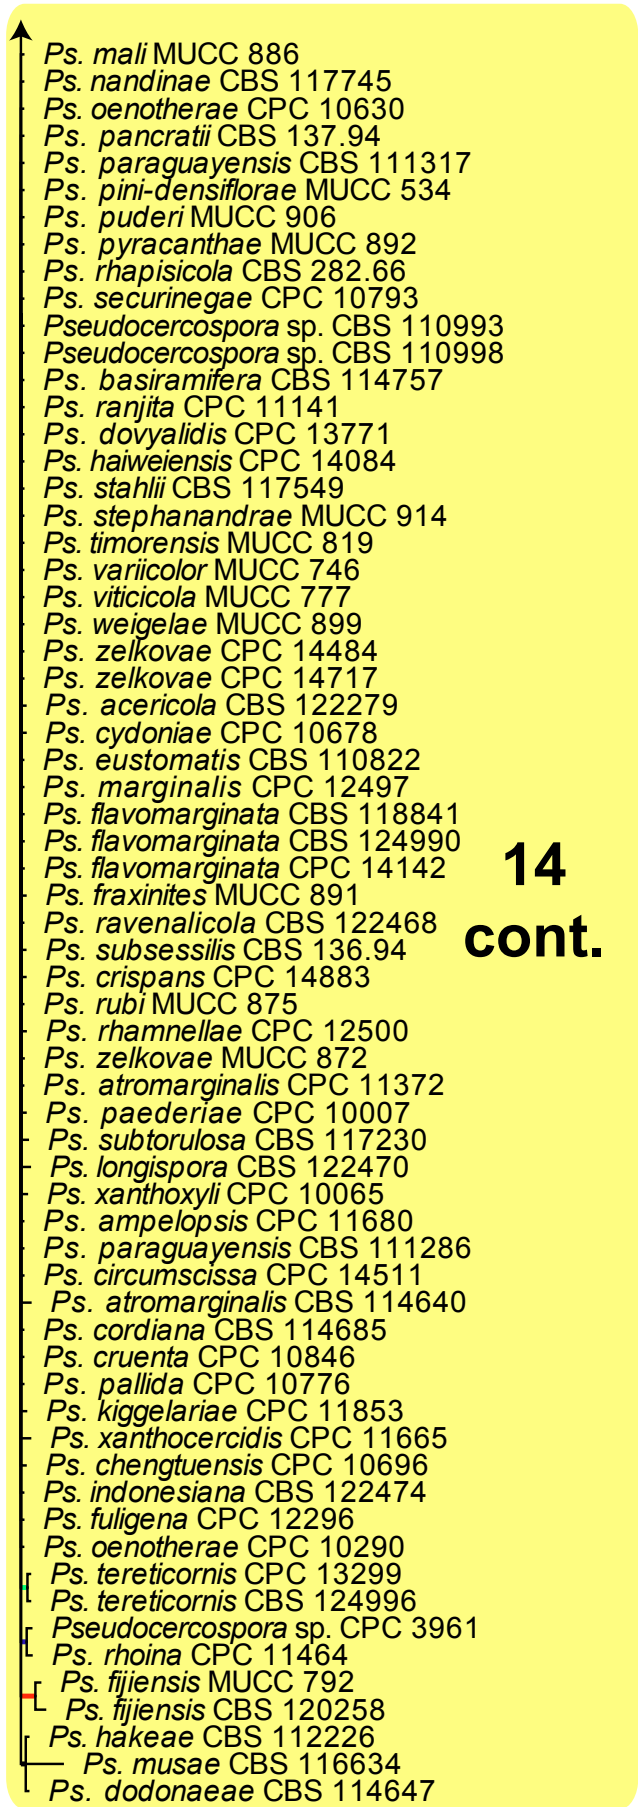 Ps. mali MUCC 886
Ps. nandinae CBS 117745
Ps. oenotherae CPC 10630
Ps. pancratii CBS 137.94
Ps. paraguayensis CBS 111317
Ps. pini-densiflorae MUCC 534
Ps. puderi MUCC 906
Ps. pyracanthae MUCC 892
Ps. rhapisicola CBS 282.66
Ps. securinegae CPC 10793
Pseudocercospora sp. CBS 110993
Pseudocercospora sp. CBS 110998
Ps. basiramifera CBS 114757
Ps. ranjita CPC 11141
Ps. dovyalidis CPC 13771
Ps. haiweiensis CPC 14084
Ps. stahlii CBS 117549
Ps. stephanandrae MUCC 914
Ps. timorensis MUCC 819
Ps. variicolor MUCC 746
Ps. viticicola MUCC 777
Ps. weigelae MUCC 899
Ps. zelkovae CPC 14484
Ps. zelkovae CPC 14717
Ps. acericola CBS 122279
Ps. cydoniae CPC 10678
Ps. eustomatis CBS 110822
Ps. marginalis CPC 12497
Ps. flavomarginata CBS 118841
Ps. flavomarginata CBS 124990
Ps. flavomarginata CPC 14142
Ps. fraxinites MUCC 891
Ps. ravenalicola CBS 122468
Ps. subsessilis CBS 136.94
Ps. crispans CPC 14883
Ps. rubi MUCC 875
Ps. rhamnellae CPC 12500
Ps. zelkovae MUCC 872
Ps. atromarginalis CPC 11372
Ps. paederiae CPC 10007
Ps. subtorulosa CBS 117230
Ps. longispora CBS 122470
Ps. xanthoxyli CPC 10065
Ps. ampelopsis CPC 11680
Ps. paraguayensis CBS 111286
Ps. circumscissa CPC 14511
Ps. atromarginalis CBS 114640
Ps. cordiana CBS 114685
Ps. cruenta CPC 10846
Ps. pallida CPC 10776
Ps. kiggelariae CPC 11853
Ps. xanthocercidis CPC 11665
Ps. chengtuensis CPC 10696
Ps. indonesiana CBS 122474
Ps. fuligena CPC 12296
Ps. oenotherae CPC 10290
Ps. tereticornis CPC 13299
Ps. tereticornis CBS 124996
Pseudocercospora sp. CPC 3961
Ps. rhoina CPC 11464
Ps. fijiensis MUCC 792
Ps. fijiensis CBS 120258
Ps. hakeae CBS 112226
Ps. musae CBS 116634
Ps. dodonaeae CBS 114647
14
cont.